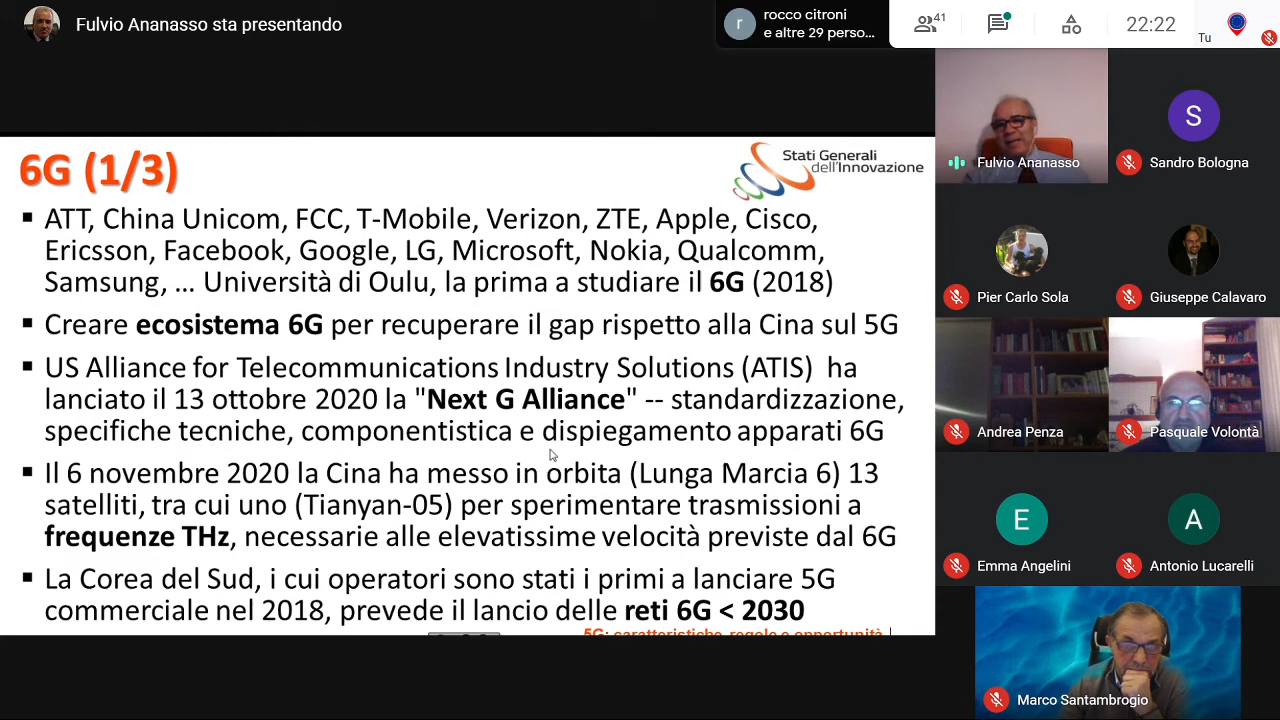 Fulvio Ananasso sta presentando
r
rocco citroni
e altre 29 perso...
41
22:22
Tu
6G (1/3)
Stati Generali
dell'Innovazione
▪ ATT, China Unicom, FCC, T-Mobile, Verizon, ZTE, Apple, Cisco,
Ericsson, Facebook, Google, LG, Microsoft, Nokia, Qualcomm,
Samsung, ... Università di Oulu, la prima a studiare il 6G (2018)
▪ Creare ecosistema 6G per recuperare il gap rispetto alla Cina sul 5G
▪ US Alliance for Telecommunications Industry Solutions (ATIS) ha
lanciato il 13 ottobre 2020 la "Next G Alliance" -- standardizzazione,
specifiche tecniche, componentistica e dispiegamento apparati 6G
▪ Il 6 novembre 2020 la Cina ha messo in orbita (Lunga Marcia 6) 13
satelliti, tra cui uno (Tianyan-05) per sperimentare trasmissioni a
frequenze THz, necessarie alle elevatissime velocità previste dal 6G
▪ La Corea del Sud, i cui operatori sono stati i primi a lanciare 5G
commerciale nel 2018, prevede il lancio delle reti 6G < 2030
5G: caratteristiche, regole e opportunità
Fulvio Ananasso
S
Sandro Bologna
Pier Carlo Sola
Giuseppe Calavaro
Andrea Penza
Pasquale Volontà
E
Emma Angelini
A
Antonio Lucarelli
Marco Santambrogio